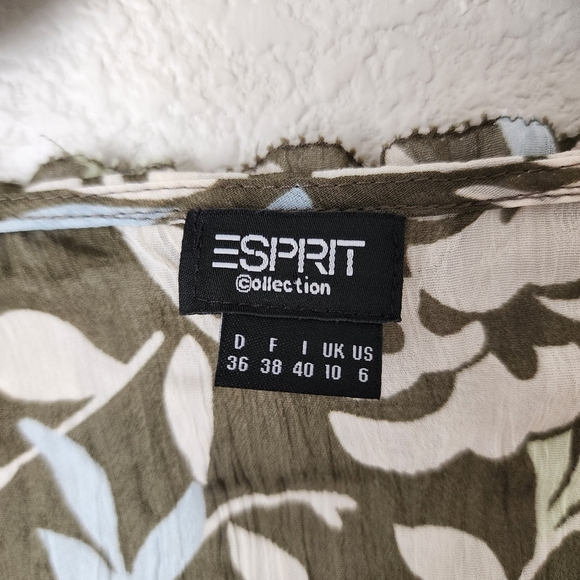 ESPRIT
©ollection
D F I UK US
36 38 40 10 6